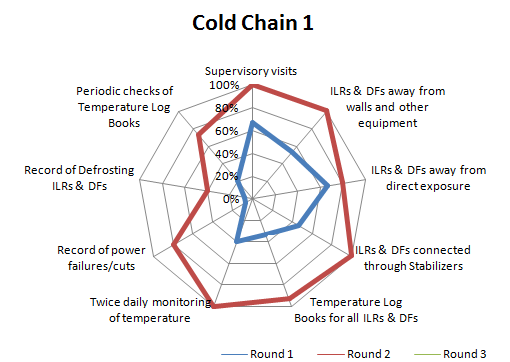 Cold Chain 1
Supervisory visits
100%
80%
60%
40%
20%
0%
ILRs & DFs away from
walls and other
equipment
ILRs & DFs away from
direct exposure
ILRs & DFs connected
through Stabilizers
Temperature Log
Books for all ILRs & DFs
Twice daily monitoring
of temperature
Record of power
failures/cuts
Record of Defrosting
ILRs & DFs
Periodic checks of
Temperature Log
Books
Round 1
Round 2
Round 3